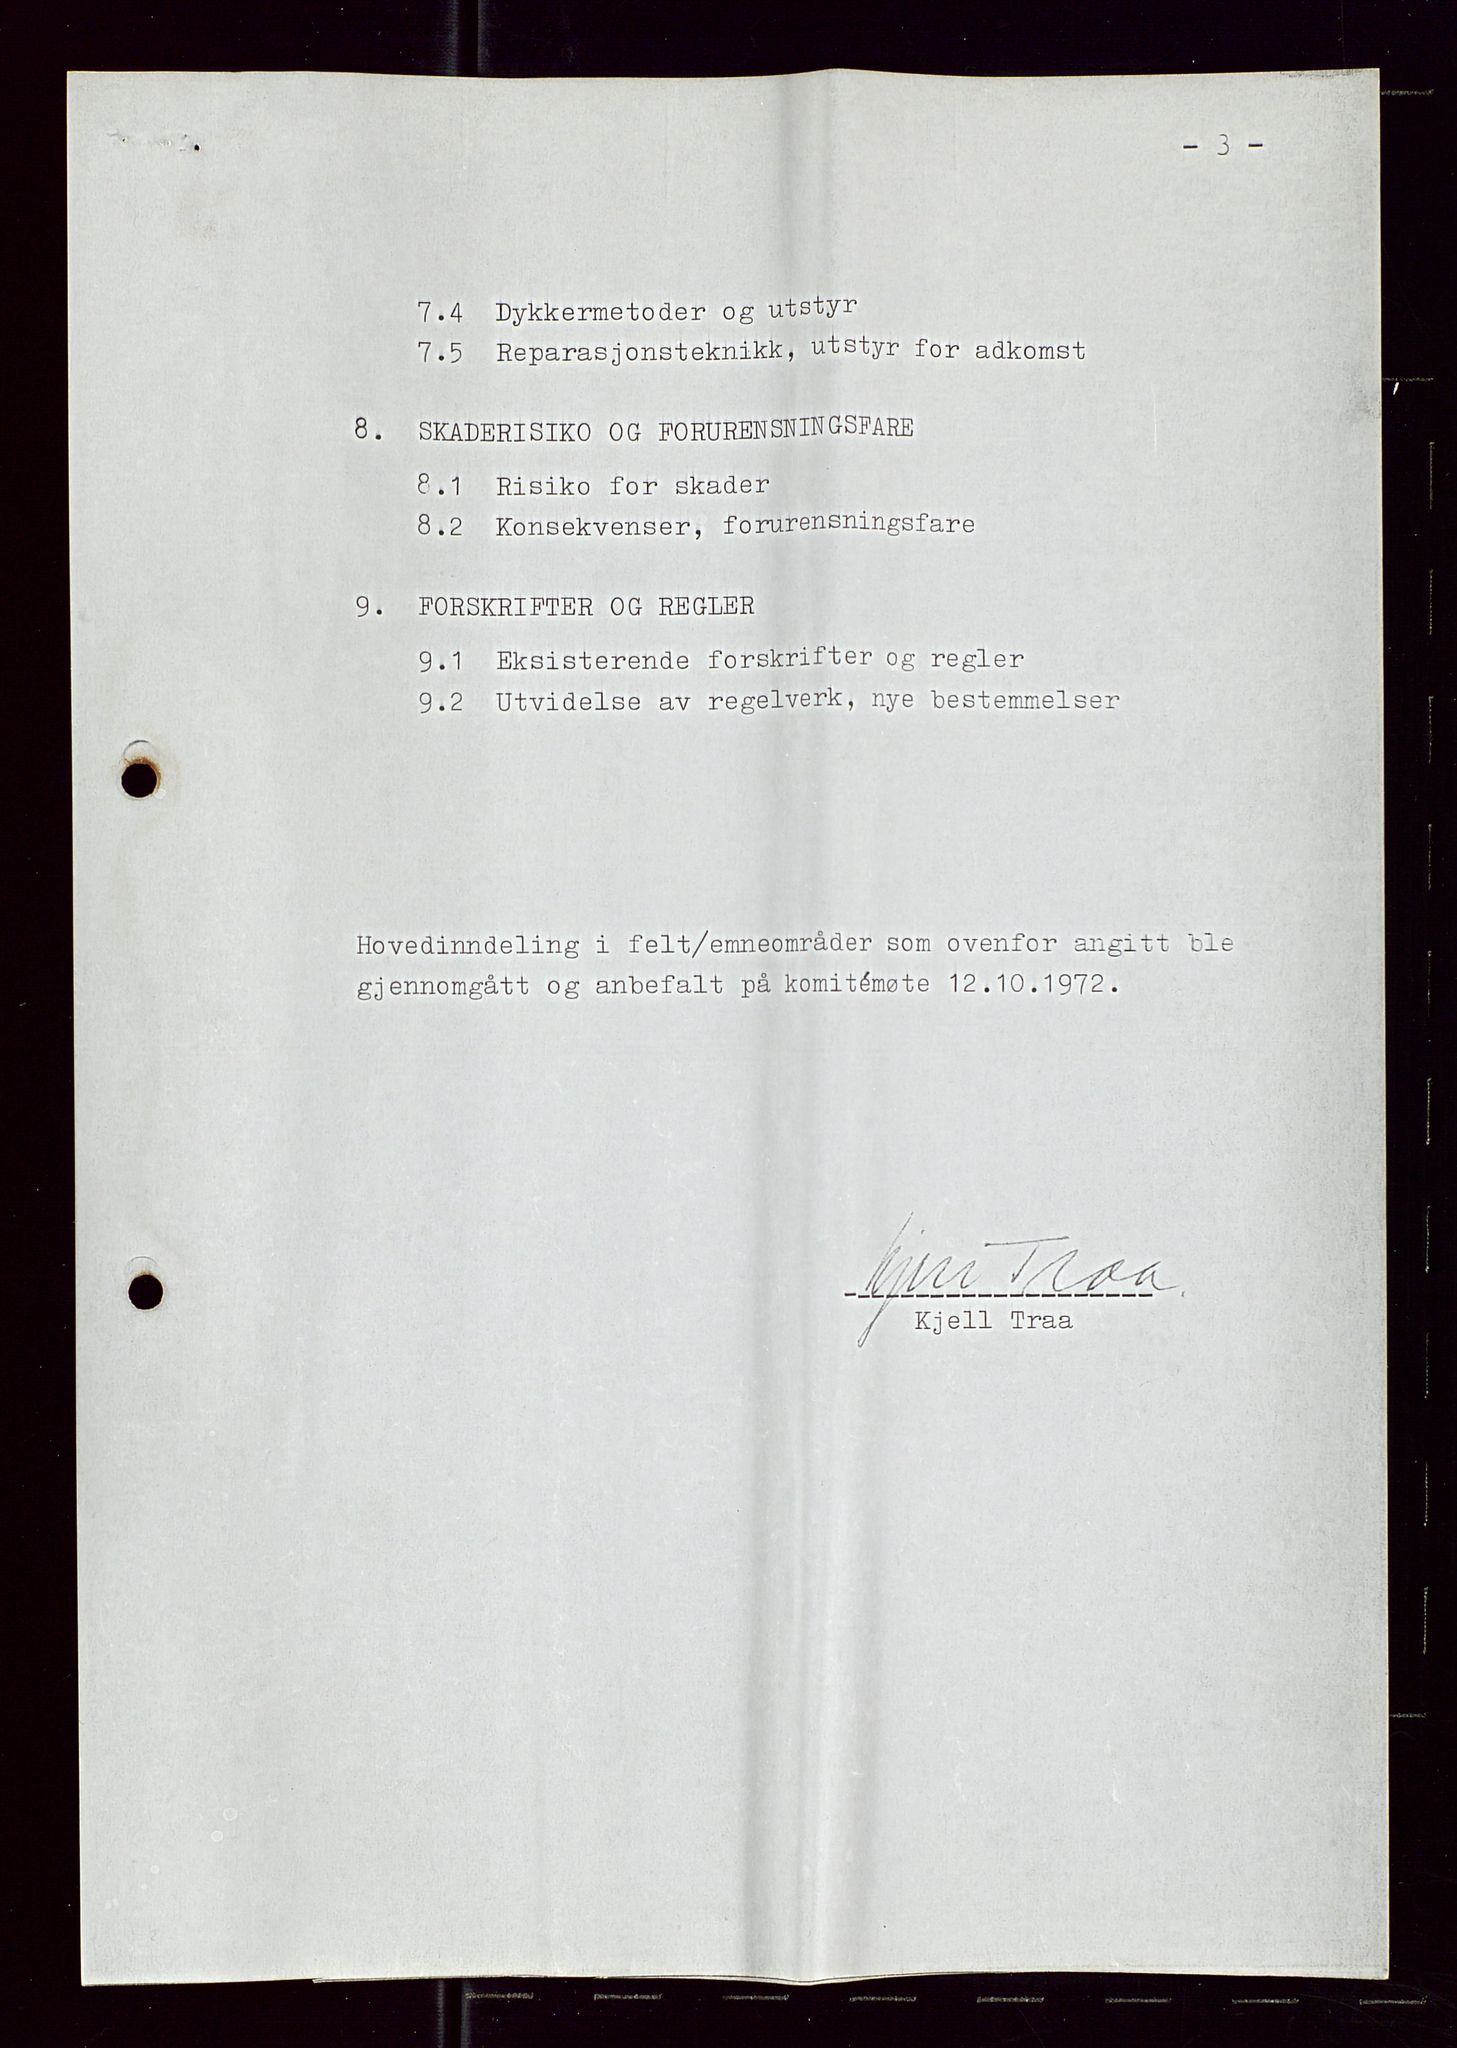 - 3 -
7.4 Dykkermetoder og utstyr
7.5 Reparasjonsteknikk, utstyr for adkomst
8. SKADERISIKO OG FORURENSNINGSFARE
8.1 Risiko for skader
8.2 Konsekvenser, forurensningsfare
9. FORSKRIFTER OG REGLER
9.1 Eksisterende forskrifter og regler
9.2 Utvidelse av regelverk, nye bestemmelser
Hovedinndeling i felt/emneområder som ovenfor angitt ble
gjennomgått og anbefalt på komitémøte 12.10.1972.
Kjell Traa
Kjell Traa